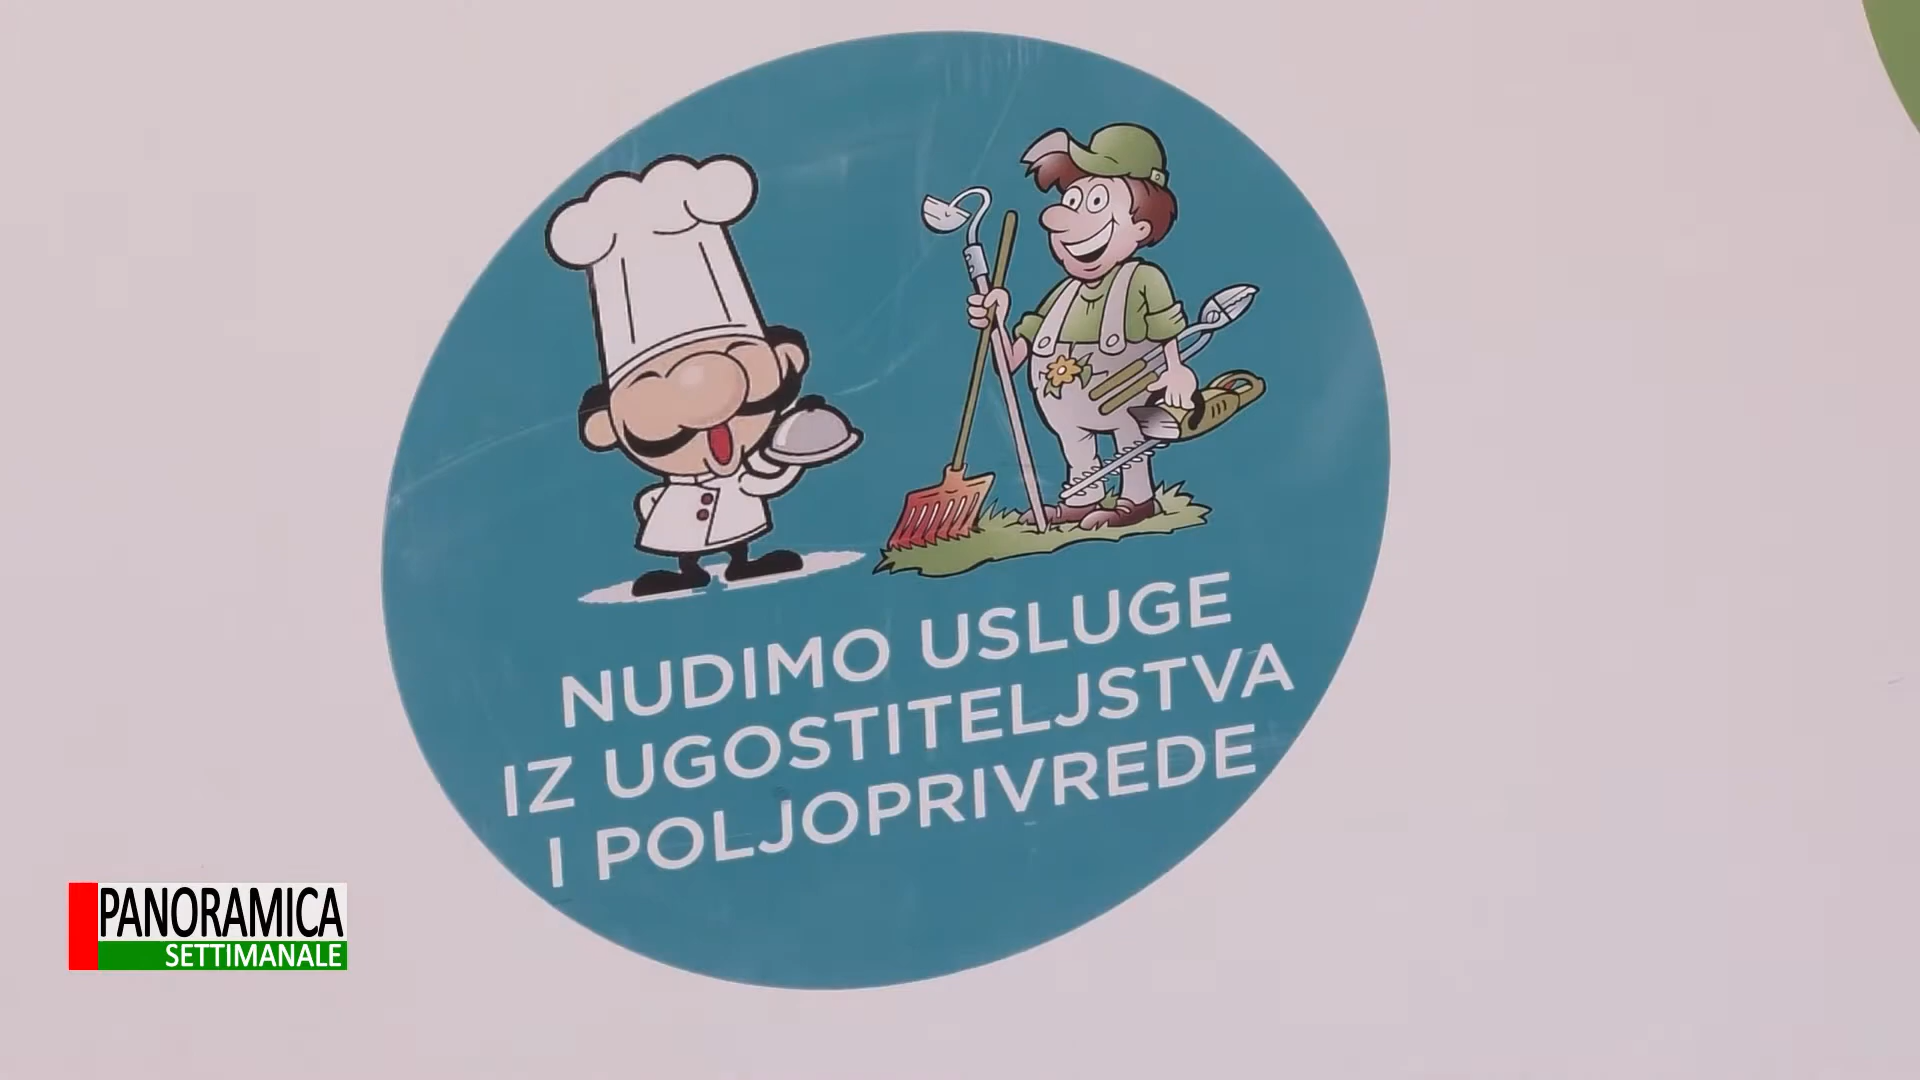 NUDIMO USLUGE
IZ UGOSTITELJSTVA
I POLJOPRIVREDE
PANORAMICA
SETTIMANALE